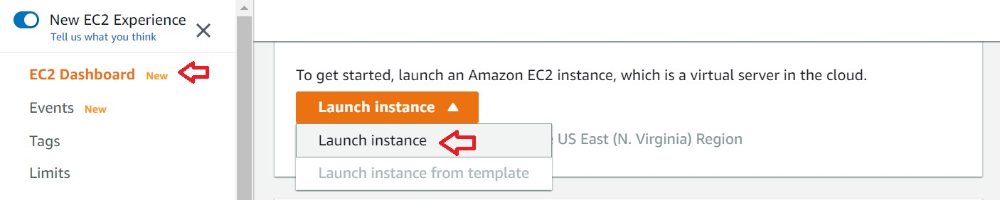 New EC2 Experience
Tell us what you think
EC2 Dashboard New
Events New
Tags
Limits
To get started, launch an Amazon EC2 instance, which is a virtual server in the cloud.
Launch instance
Launch instance
US East (N. Virginia) Region
Launch instance from template